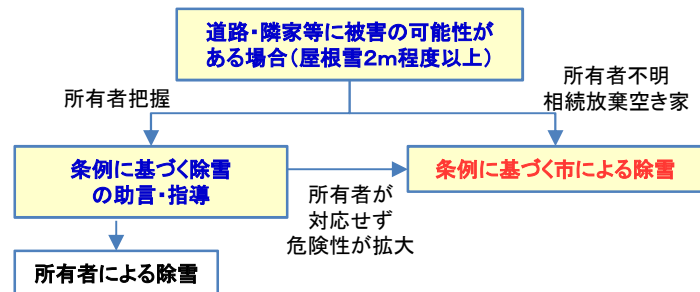 道路・隣家等に被害の可能性が
ある場合(屋根雪2m程度以上)
所有者把握
所有者不明
相続放棄空き家
条例に基づく除雪
の助言・指導
条例に基づく市による除雪
所有者が
対応せず
危険性が拡大
所有者による除雪